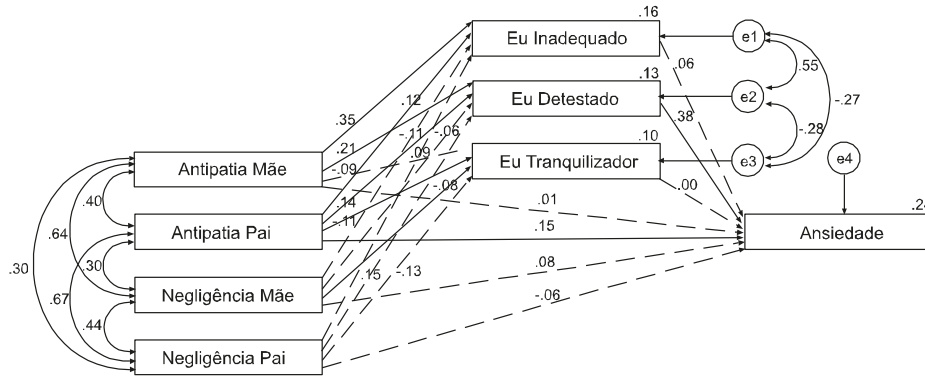 .16
Eu Inadequado
e1
.06
.55
.13
.12
Eu Detestado
e2
-.27
.35
.38
-.11
-.06
-.28
.10
.21
.09
Eu Tranquilizador
e3
e4
-.09
Antipatia Mãe
-.08
.00
.40
.14
.01
.24
-.11
Antipatia Pai
.15
Ansiedade
.64
.30
.30
.15
-.13
.08
Negligência Mãe
.67
-.06
.44
Negligência Pai